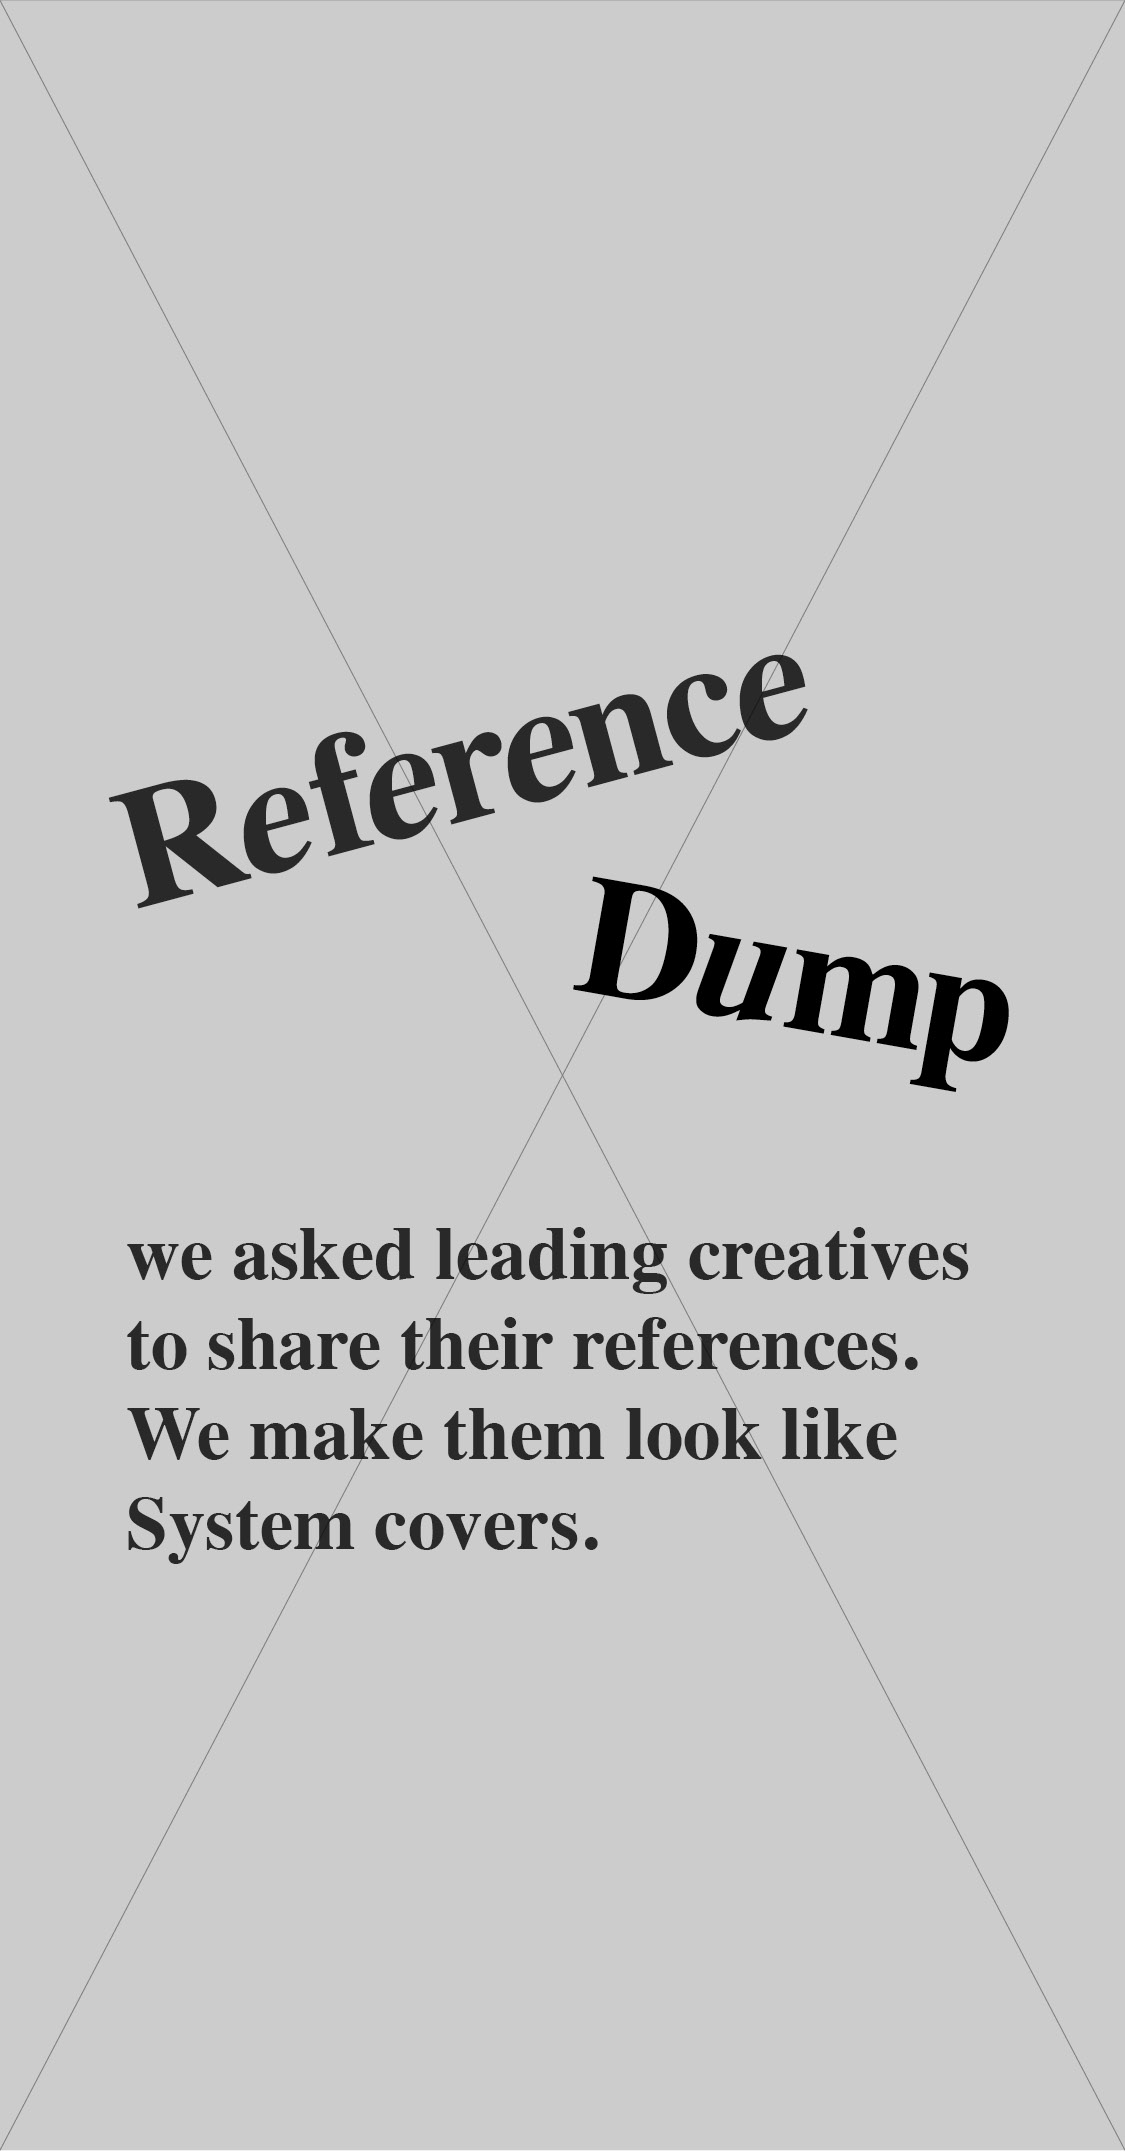 Reference
Dump
we asked leading creatives
to share their references.
We make them look like
System covers.